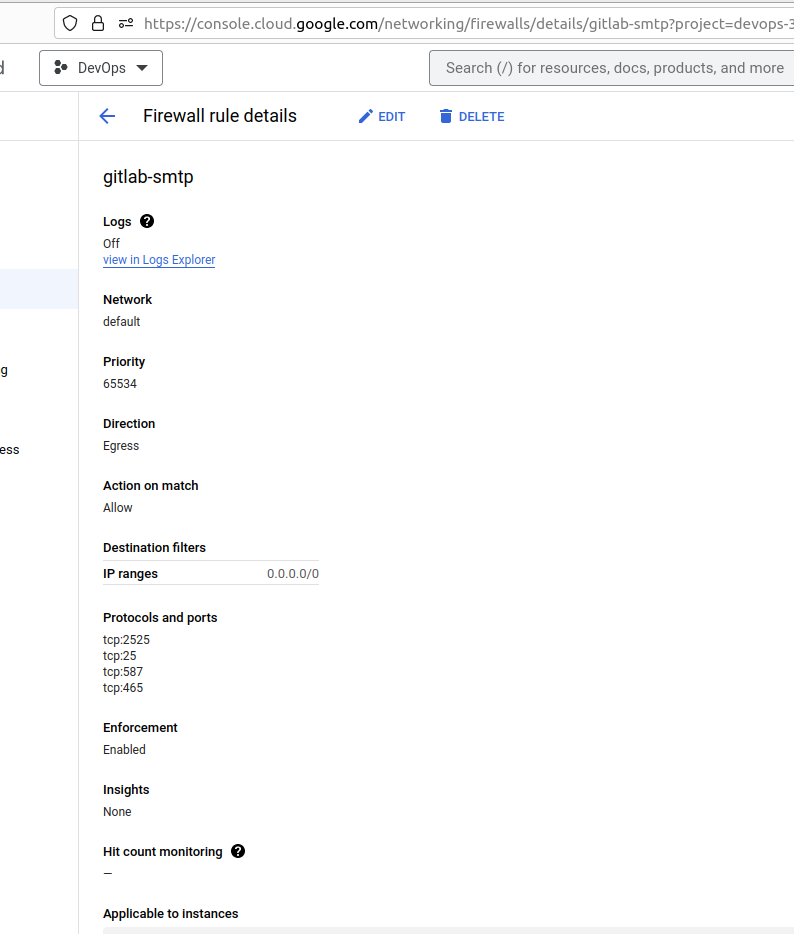 https://console.cloud.google.com/networking/firewalls/details/gitlab-smtp?project=devops-3
d
DevOps
Search (/) for resources, docs, products, and more
Firewall rule details
EDIT
DELETE
gitlab-smtp
Logs
Off
view in Logs Explorer
Network
default
Priority
65534
g
Direction
Egress
ess
Action on match
Allow
Destination filters
IP ranges 0.0.0.0/0
Protocols and ports
tcp:2525
tcp:25
tcp:587
tcp:465
Enforcement
Enabled
Insights
None
Hit count monitoring
—
Applicable to instances